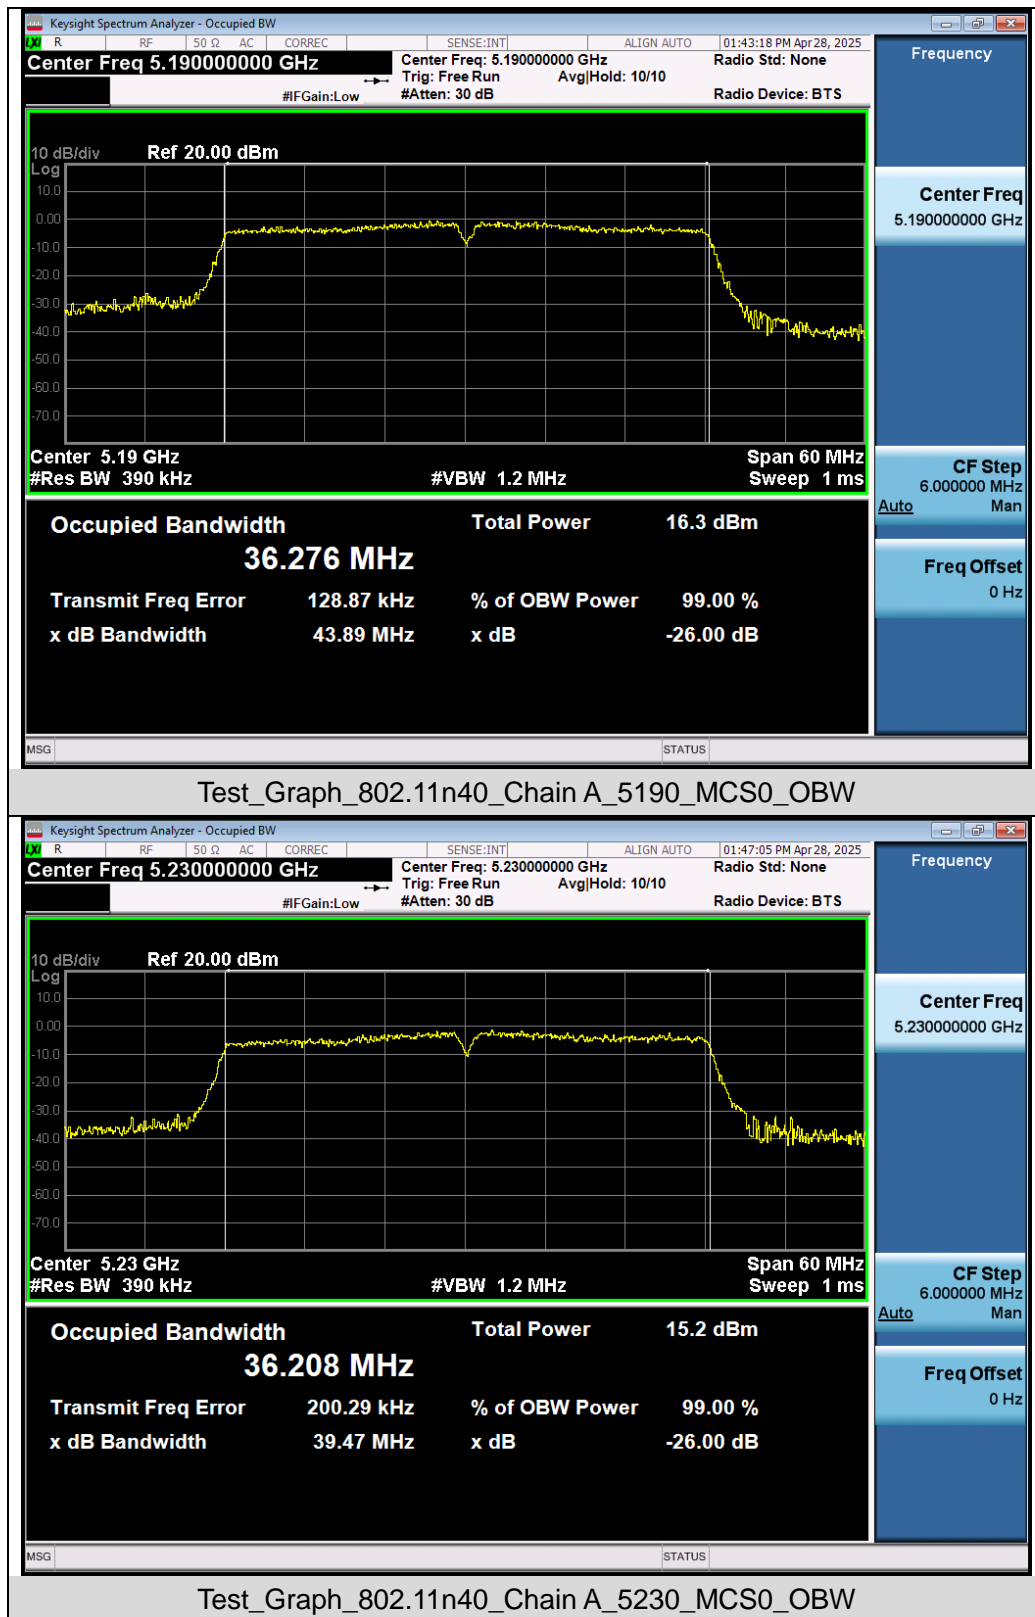 Keysight Spectrum Analyzer - Occupied BW
LXI R RF 50 Ω AC CORREC SENSE:INT ALIGN AUTO 01:43:18 PM Apr 28, 2025
Center Freq 5.190000000 GHz
Center Freq: 5.190000000 GHz
Radio Std: None
Trig: Free Run Avg|Hold: 10/10
#IFGain:Low #Atten: 30 dB Radio Device: BTS
Frequency
10 dB/div Ref 20.00 dBm
Log
10.0
0.00
-10.0
-20.0
-30.0
-40.0
-50.0
-60.0
-70.0
Center Freq
5.190000000 GHz
Center 5.19 GHz Span 60 MHz
#Res BW 390 kHz #VBW 1.2 MHz Sweep 1 ms
CF Step
6.000000 MHz
Auto Man
Occupied Bandwidth Total Power 16.3 dBm
36.276 MHz
Transmit Freq Error 128.87 kHz % of OBW Power 99.00 %
x dB Bandwidth 43.89 MHz x dB -26.00 dB
Freq Offset
0 Hz
MSG STATUS
Test_Graph_802.11n40_Chain A_5190_MCS0_OBW
Keysight Spectrum Analyzer - Occupied BW
LXI R RF 50 Ω AC CORREC SENSE:INT ALIGN AUTO 01:47:05 PM Apr 28, 2025
Center Freq 5.230000000 GHz
Center Freq: 5.230000000 GHz
Radio Std: None
Trig: Free Run Avg|Hold: 10/10
#IFGain:Low #Atten: 30 dB Radio Device: BTS
Frequency
10 dB/div Ref 20.00 dBm
Log
10.0
0.00
-10.0
-20.0
-30.0
-40.0
-50.0
-60.0
-70.0
Center Freq
5.230000000 GHz
Center 5.23 GHz Span 60 MHz
#Res BW 390 kHz #VBW 1.2 MHz Sweep 1 ms
CF Step
6.000000 MHz
Auto Man
Occupied Bandwidth Total Power 15.2 dBm
36.208 MHz
Transmit Freq Error 200.29 kHz % of OBW Power 99.00 %
x dB Bandwidth 39.47 MHz x dB -26.00 dB
Freq Offset
0 Hz
MSG STATUS
Test_Graph_802.11n40_Chain A_5230_MCS0_OBW